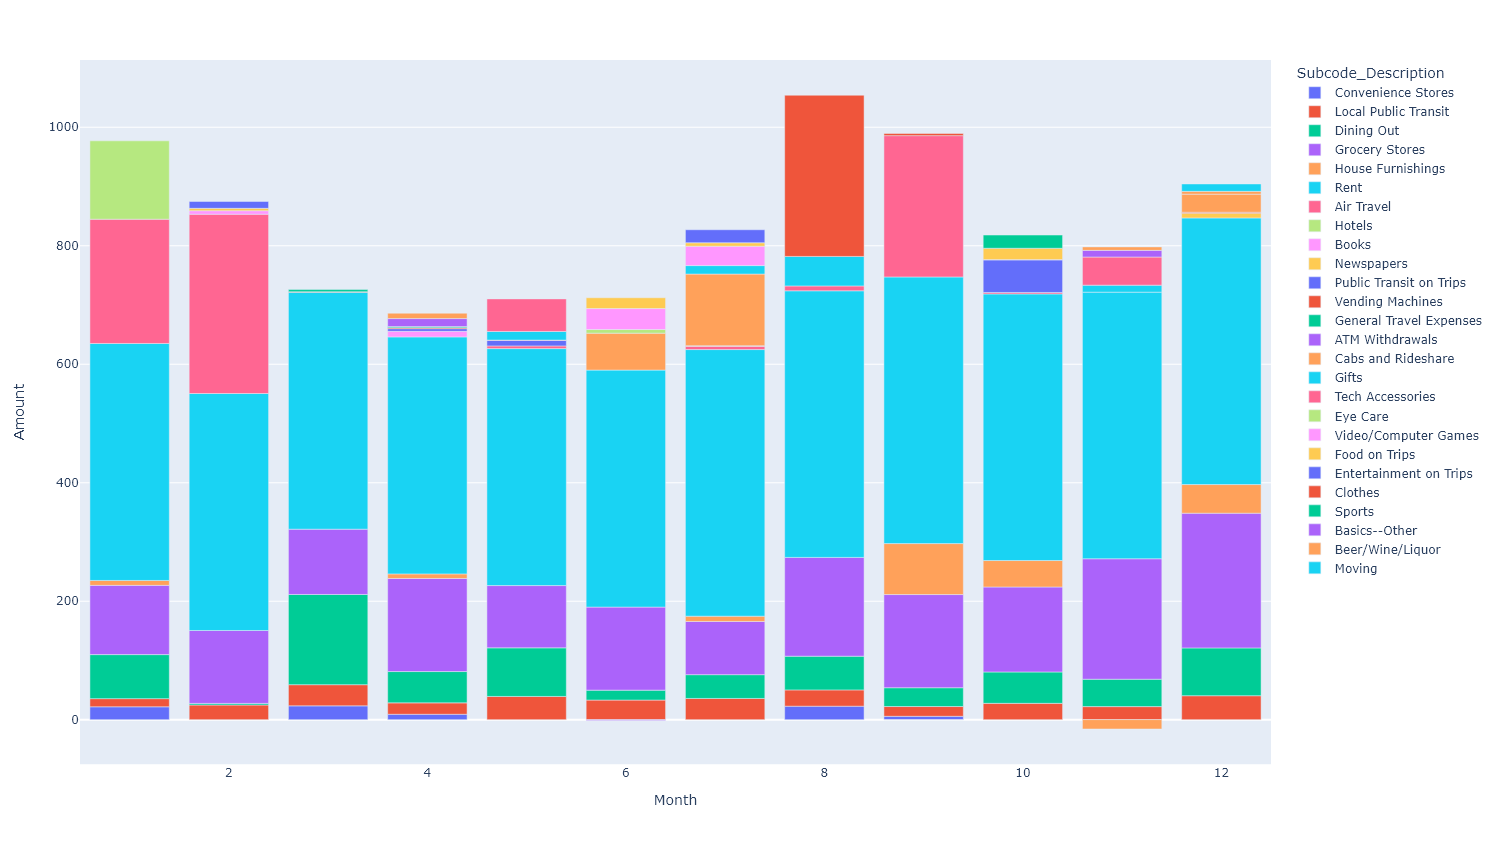 Subcode_Description
Convenience Stores
Local Public Transit
Dining Out
Grocery Stores
House Furnishings
Rent
Air Travel
Hotels
Books
Newspapers
Public Transit on Trips
Vending Machines
General Travel Expenses
ATM Withdrawals
Cabs and Rideshare
Gifts
Tech Accessories
Eye Care
Video/Computer Games
Food on Trips
Entertainment on Trips
Clothes
Sports
Basics--Other
Beer/Wine/Liquor
Moving
1000
800
600
400
200
0
Amount
2 4 6 8 10 12
Month